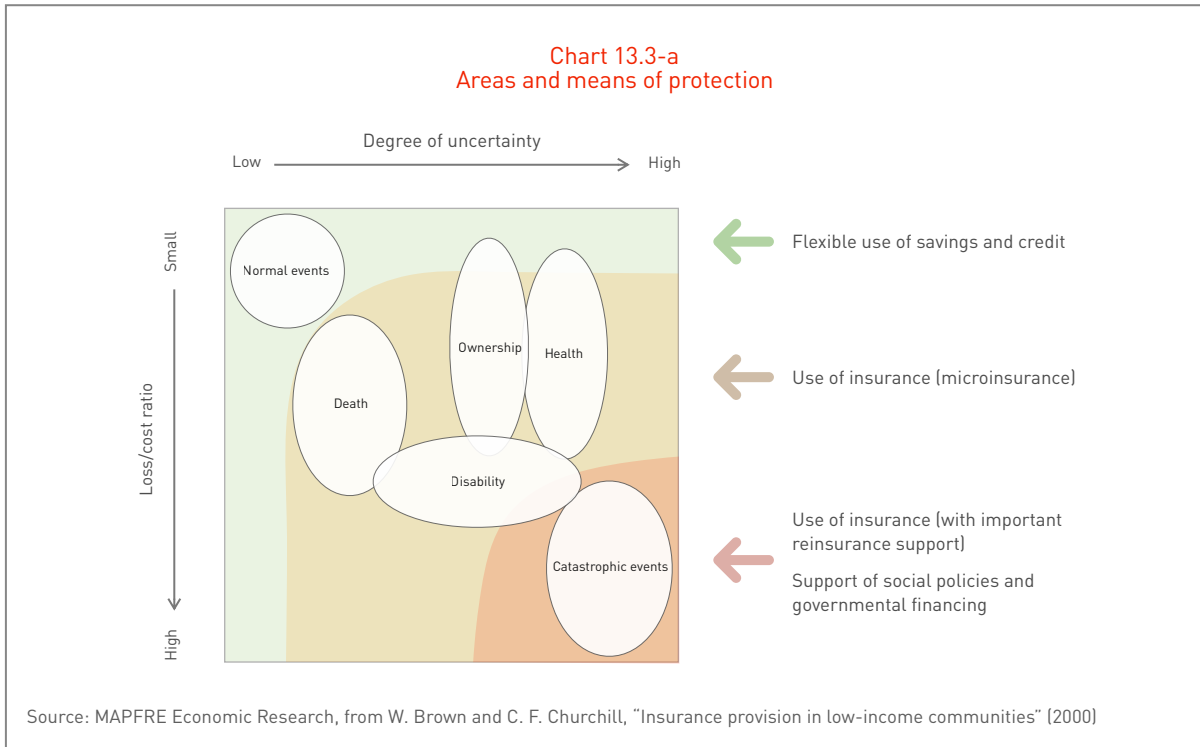 Chart 13.3-a
Areas and means of protection
Degree of uncertainty
Low
High
Small
Loss/cost ratio
High
Normal events
Death
Ownership
Health
Disability
Catastrophic events
Flexible use of savings and credit
Use of insurance (microinsurance)
Use of insurance (with important
reinsurance support)
Support of social policies and
governmental financing
Source: MAPFRE Economic Research, from W. Brown and C. F. Churchill, “Insurance provision in low-income communities” (2000)